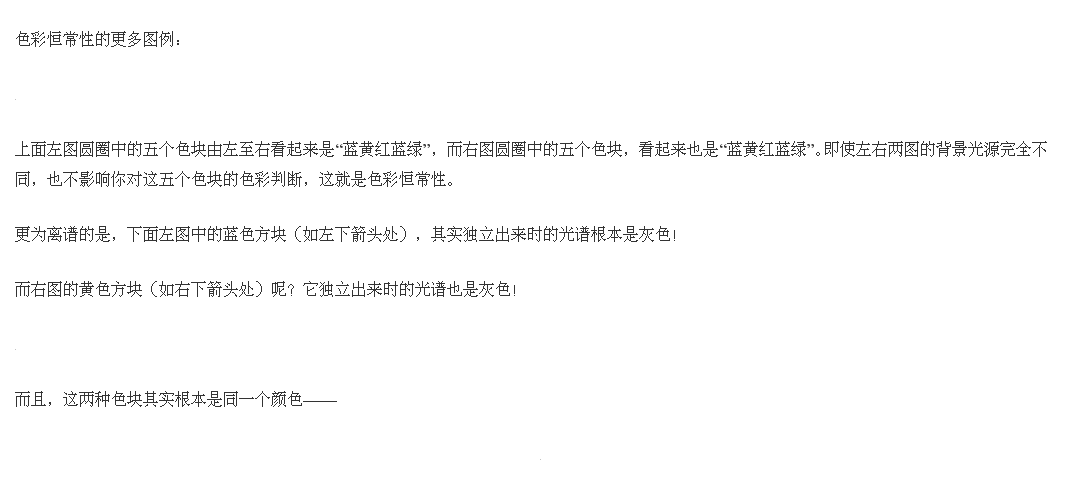 色彩恒常性的更多图例：
上面左图圆圈中的五个色块由左至右看起来是“蓝黄红蓝绿”，而右图圆圈中的五个色块，看起来也是“蓝黄红蓝绿”。即使左右两图的背景光源完全不
同，也不影响你对这五个色块的色彩判断，这就是色彩恒常性。
更为离谱的是，下面左图中的蓝色方块（如左下箭头处），其实独立出来时的光谱根本是灰色！
而右图的黄色方块（如右下箭头处）呢？它独立出来时的光谱也是灰色！
而且，这两种色块其实根本是同一个颜色——